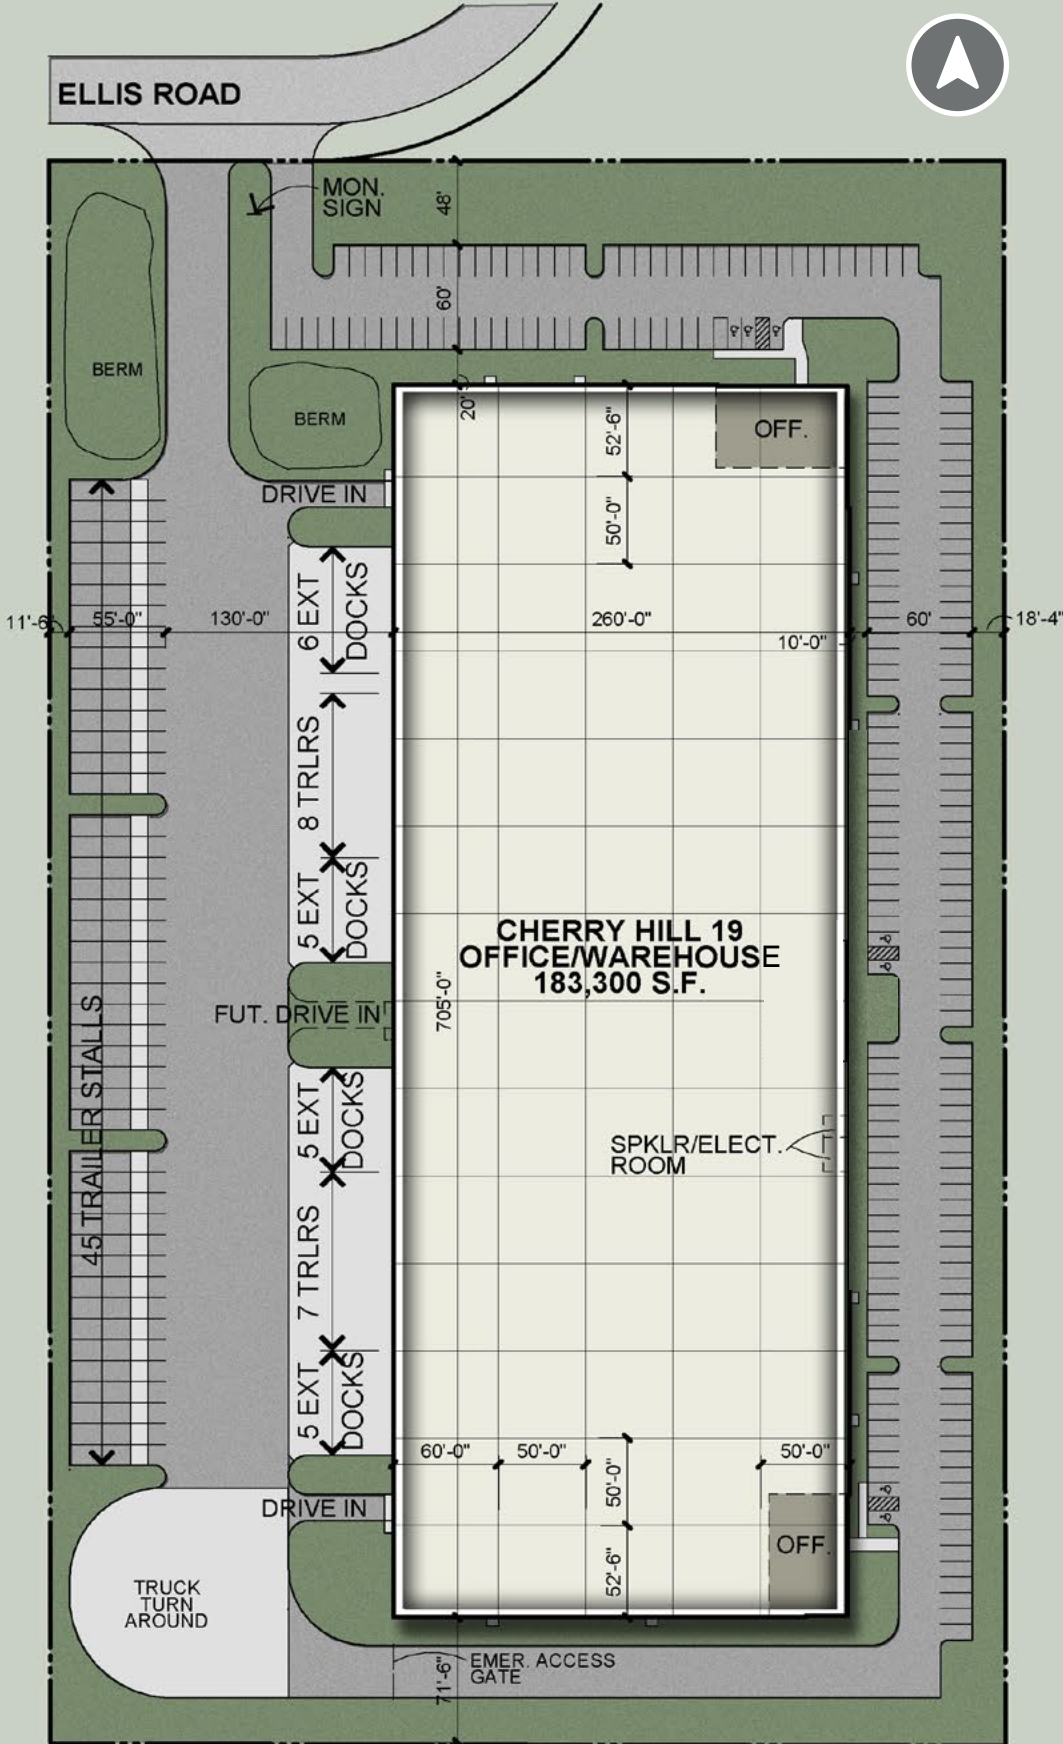 ELLIS ROAD
MON.
SIGN
48'
60'
BERM
BERM
20'
52'-6"
OFF.
DRIVE IN
50'-0"
6 EXT
DOCKS
11'-6"
55'-0"
130'-0"
260'-0"
10'-0"
60'
18'-4"
8 TRLRS
5 EXT
DOCKS
CHERRY HILL 19
OFFICE/WAREHOUSE
183,300 S.F.
705'-0"
FUT. DRIVE IN
45 TRAILER STALLS
5 EXT
DOCKS
SPKLR/ELECT.
ROOM
7 TRLRS
5 EXT
DOCKS
60'-0"
50'-0"
50'-0"
50'-0"
DRIVE IN
52'-6"
OFF.
TRUCK
TURN
AROUND
EMER. ACCESS
GATE
71'-6"